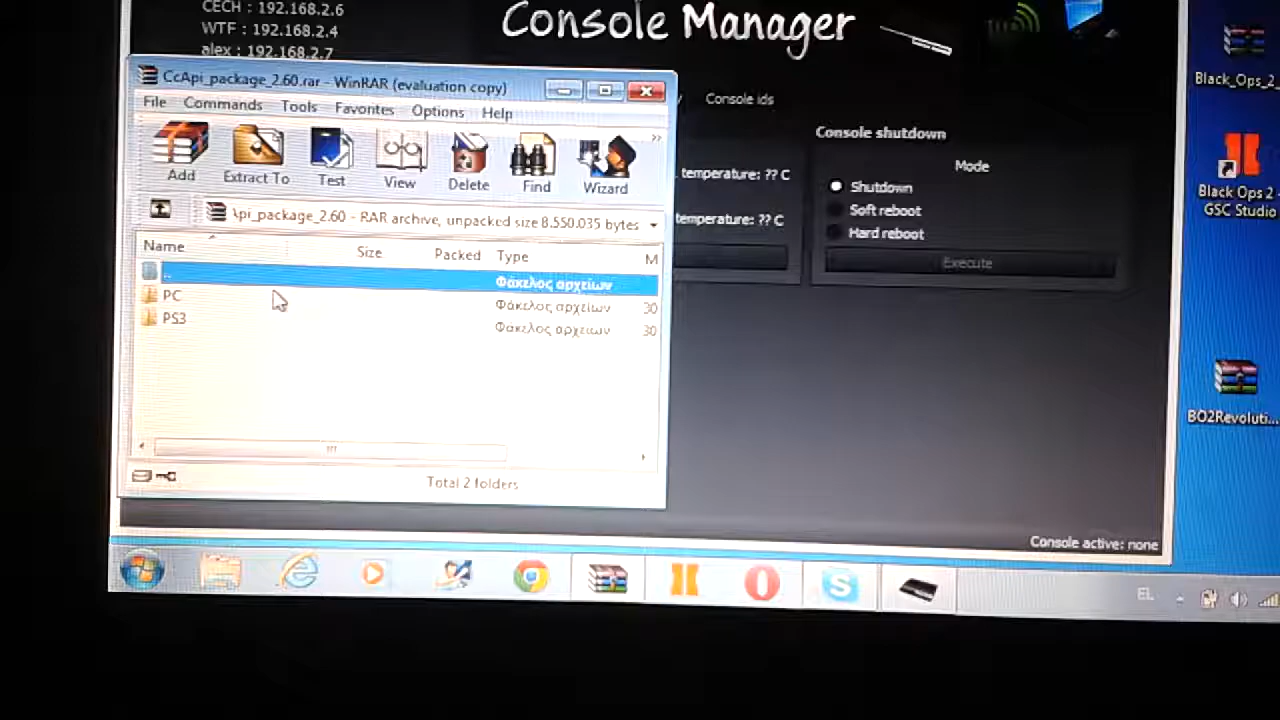 CECH : 192.168.2.6
WTF : 192.168.2.4
alex : 192.168.2.7
Console Manager
CcApi_package_2.60.rar - WinRAR (evaluation copy)
File Commands Tools Favorites Options Help
Add Extract To Test View Delete Find Wizard
pi_package_2.60 - RAR archive, unpacked size 8.550.035 bytes
Name Size Packed Type M
.. Φάκελος αρχείων
PC Φάκελος αρχείων 30
PS3 Φάκελος αρχείων 30
Total 2 folders
Console ids
temperature: ?? C
temperature: ?? C
Console shutdown
Mode
Shutdown
Soft reboot
Hard reboot
Execute
Console active: none
Black_Ops_2
Black Ops 2
GSC Studio
BO2Revoluti...
EL